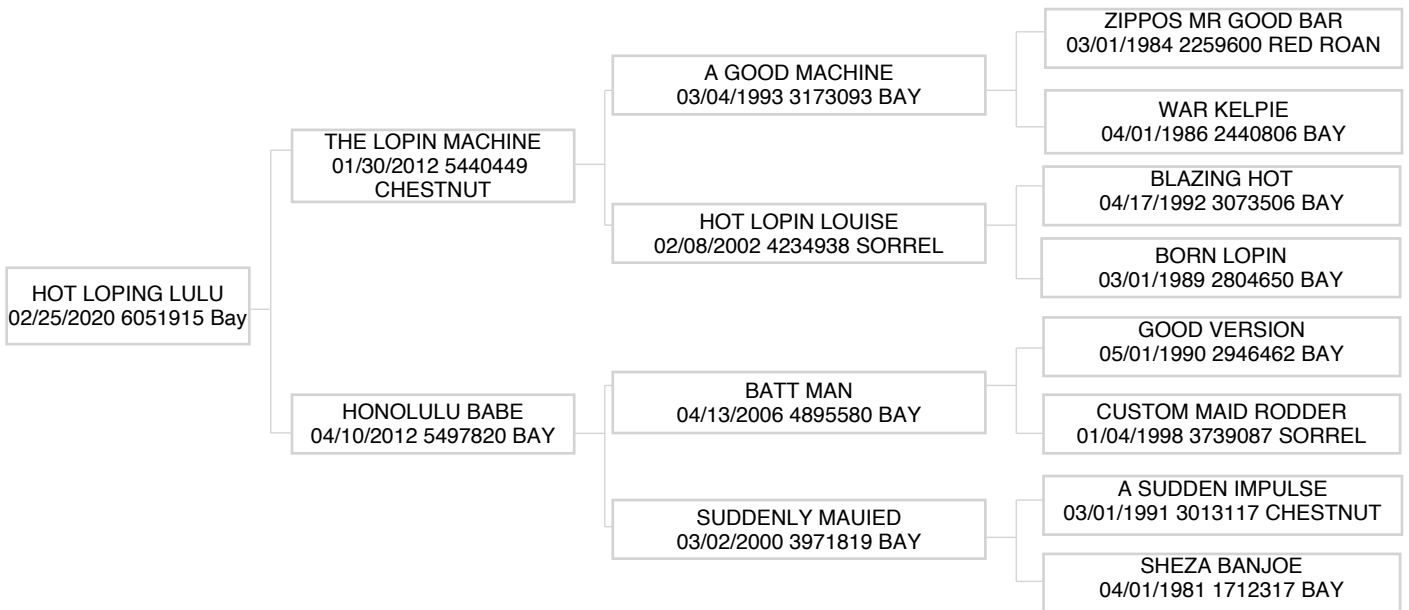 HOT LOPING LULU
02/25/2020 6051915 Bay
THE LOPIN MACHINE
01/30/2012 5440449
CHESTNUT
HONOLULU BABE
04/10/2012 5497820 BAY
A GOOD MACHINE
03/04/1993 3173093 BAY
HOT LOPIN LOUISE
02/08/2002 4234938 SORREL
BATT MAN
04/13/2006 4895580 BAY
SUDDENLY MAUIED
03/02/2000 3971819 BAY
ZIPPOS MR GOOD BAR
03/01/1984 2259600 RED ROAN
WAR KELPIE
04/01/1986 2440806 BAY
BLAZING HOT
04/17/1992 3073506 BAY
BORN LOPIN
03/01/1989 2804650 BAY
GOOD VERSION
05/01/1990 2946462 BAY
CUSTOM MAID RODDER
01/04/1998 3739087 SORREL
A SUDDEN IMPULSE
03/01/1991 3013117 CHESTNUT
SHEZA BANJOE
04/01/1981 1712317 BAY